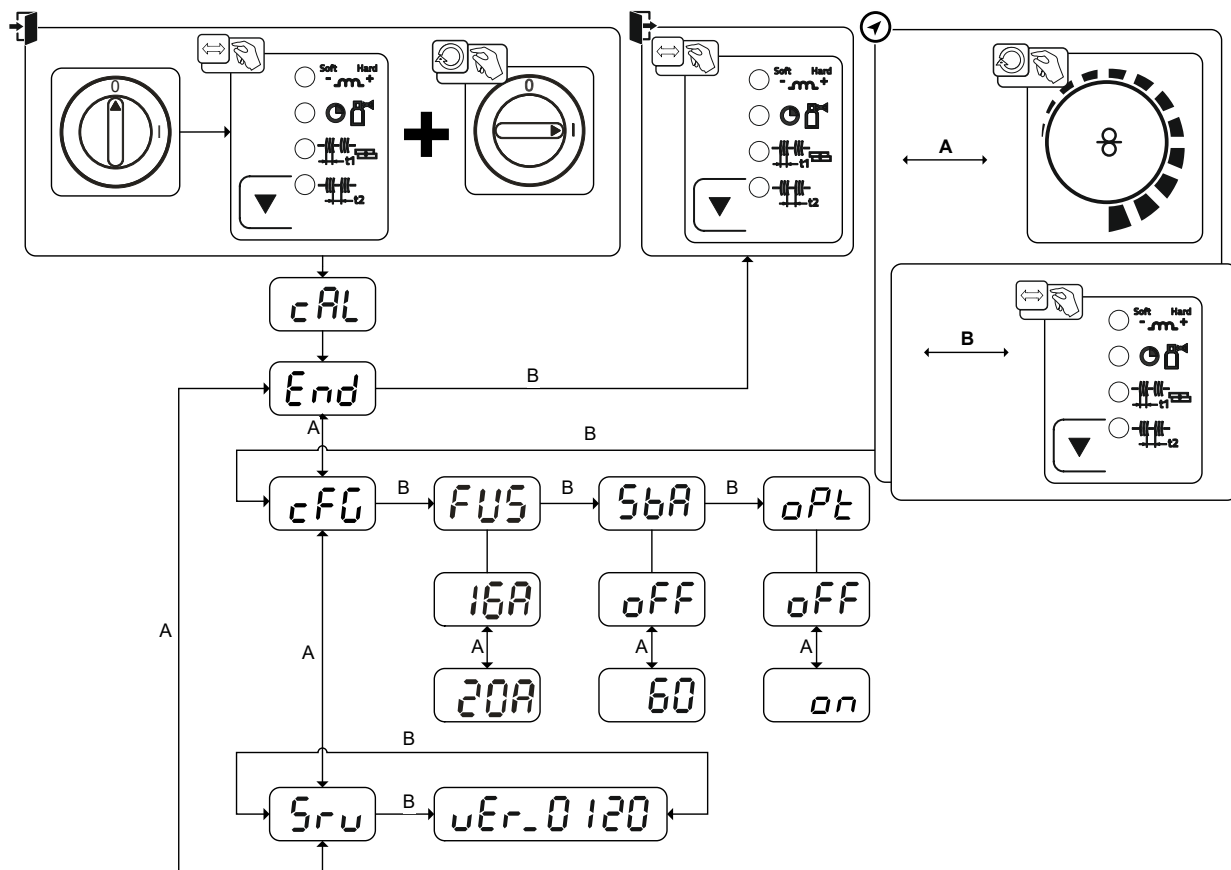 0
I
Soft Hard
- +
t1
t2
0
I
Soft Hard
- +
t1
t2
A
B
Soft Hard
- +
t1
t2
cAL
End
B
A
B
cFG
B
FUS
B
SbA
B
oPt
16A
oFF
oFF
A
A
A
A
A
20A
60
on
B
Sru
B
vEr_0120